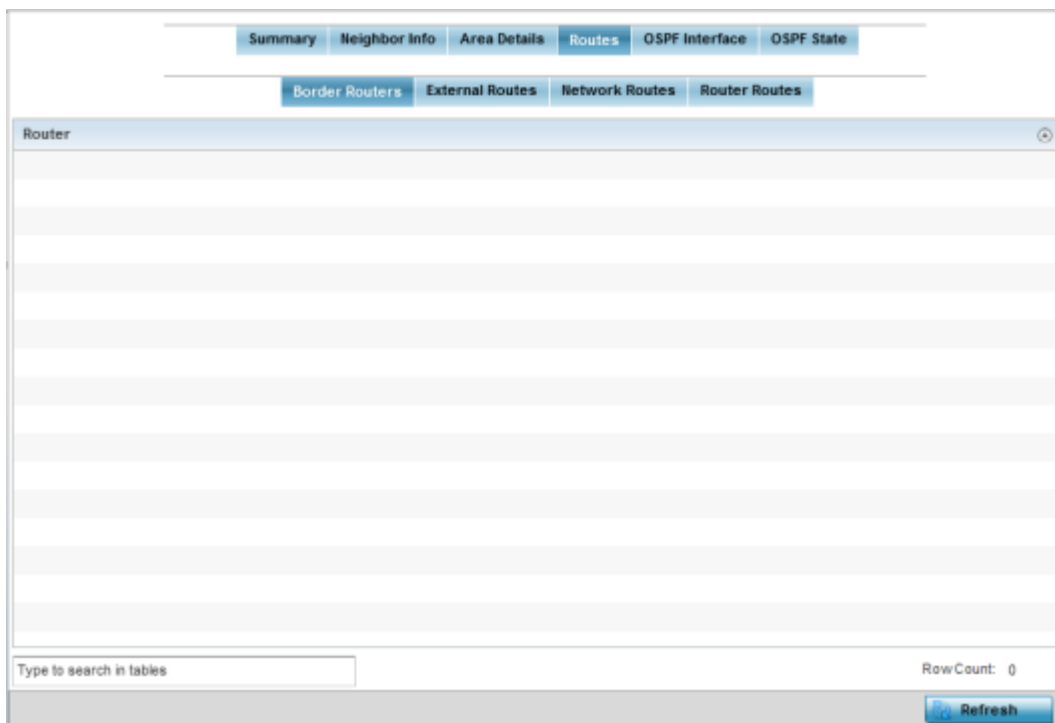 Summary Neighbor Info Area Details Routes OSPF Interface OSPF State
Border Routers External Routes Network Routes Router Routes
Router
Type to search in tables Row Count: 0
Refresh